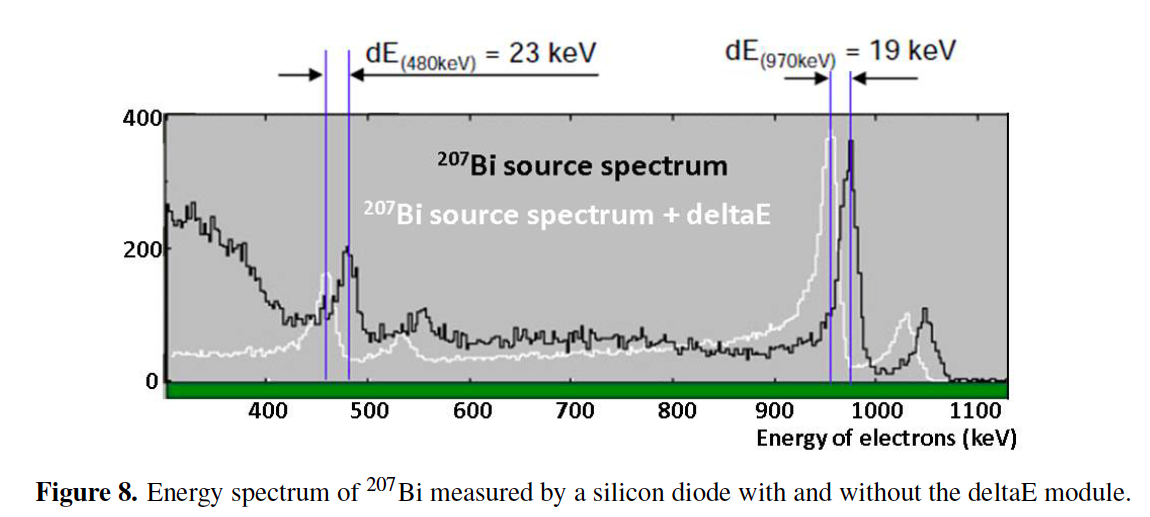 dE(480keV) = 23 keV
dE(970keV) = 19 keV
400
200
0
207Bi source spectrum
207Bi source spectrum + deltaE
400 500 600 700 800 900 1000 1100
Energy of electrons (keV)
Figure 8. Energy spectrum of 207Bi measured by a silicon diode with and without the deltaE module.